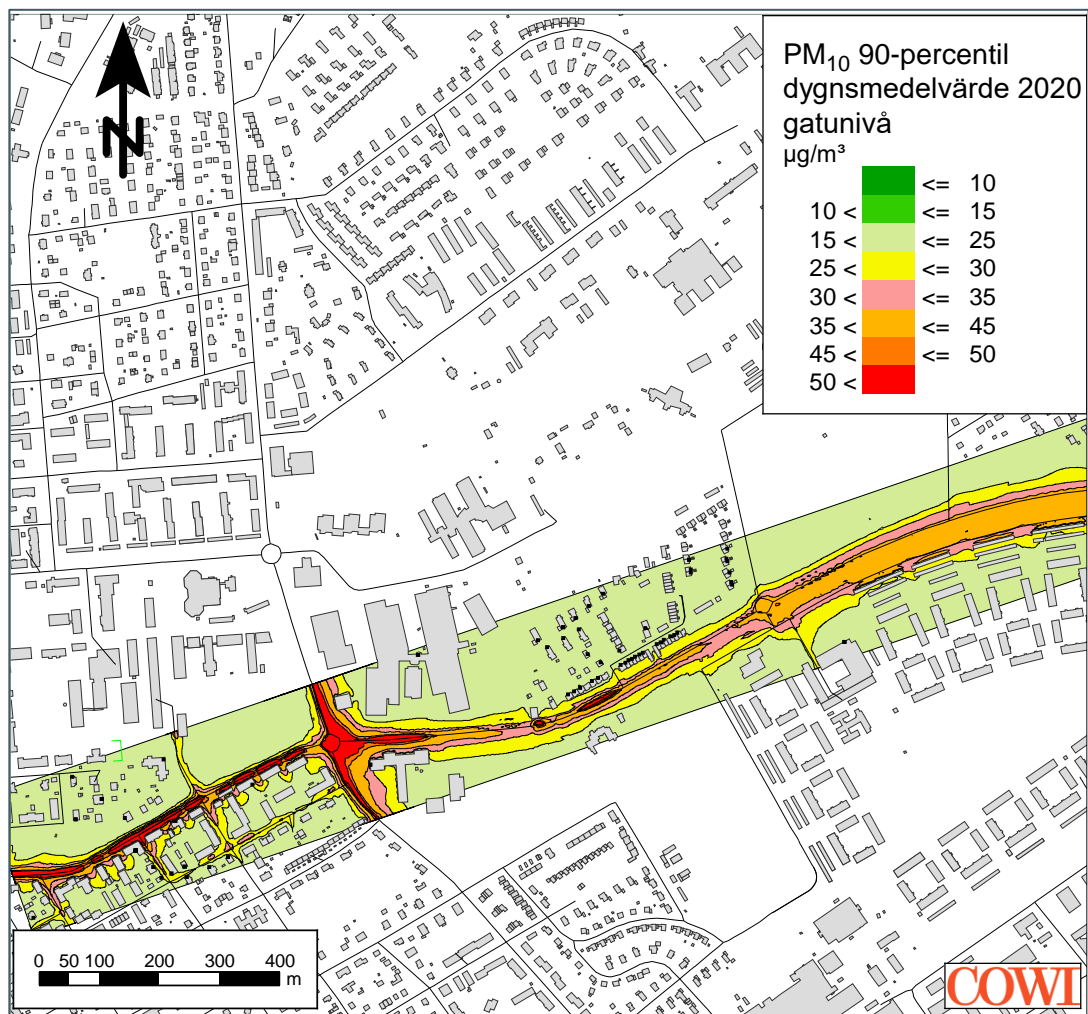 N
PM₁₀ 90-percentil
dygnsmedelvärde 2020
gatunivå
µg/m³
<= 10
10 < <= 15
15 < <= 25
25 < <= 30
30 < <= 35
35 < <= 45
45 < <= 50
50 <
0 50 100 200 300 400
m
COWI